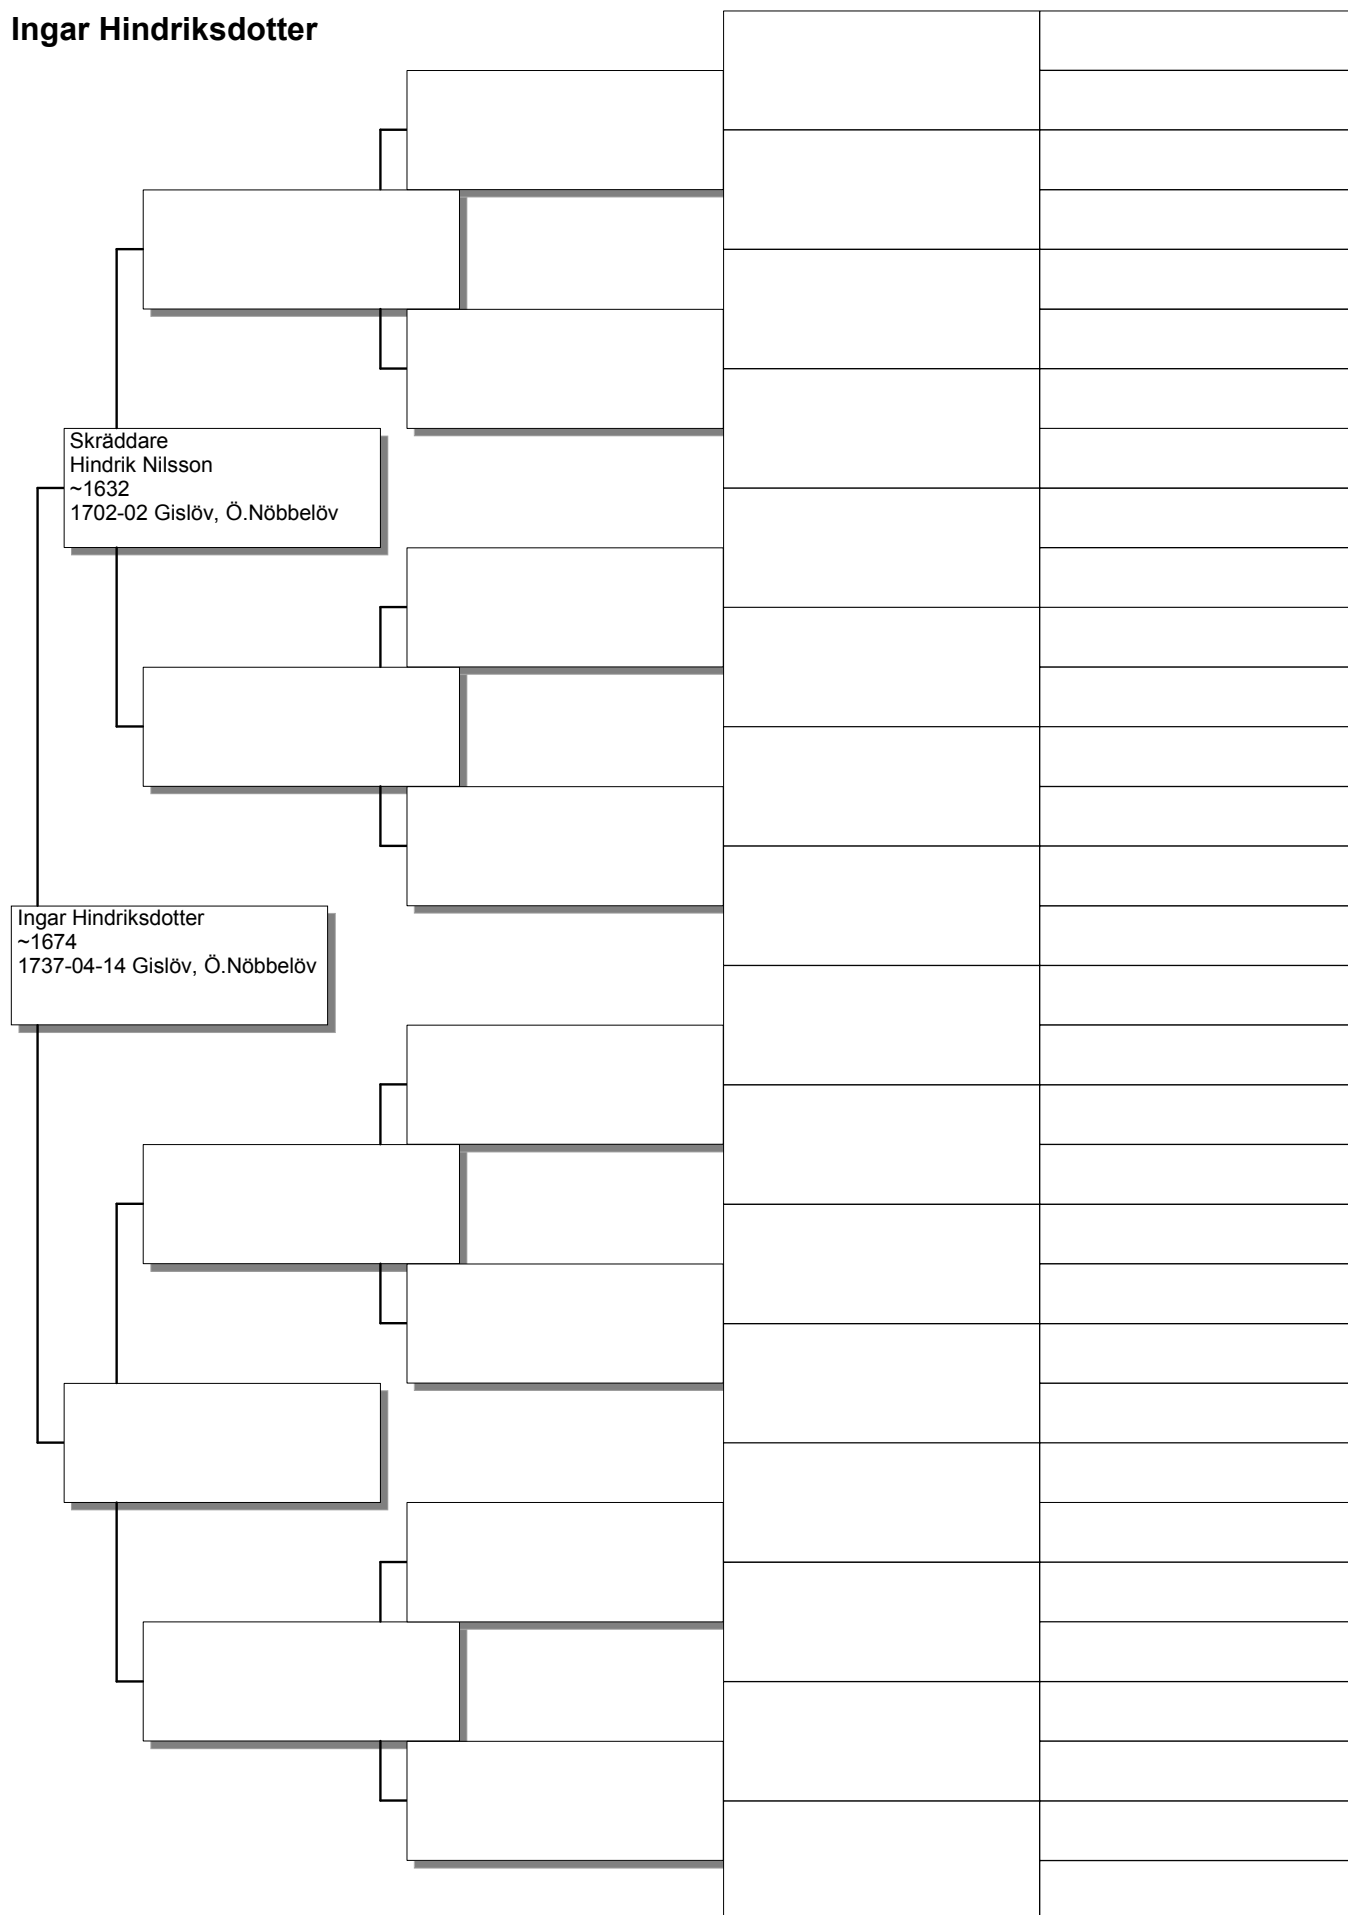 Ingar Hindriksdotter
Skräddare
Hindrik Nilsson
~1632
1702-02 Gislöv, Ö.Nöbbelöv
Ingar Hindriksdotter
~1674
1737-04-14 Gislöv, Ö.Nöbbelöv